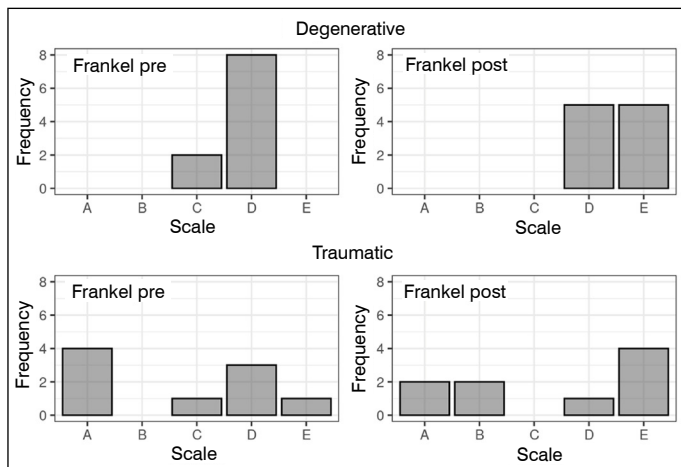 Degenerative
Frankel pre
Frequency
8
6
4
2
0
A B C D E
Scale
Frankel post
Frequency
8
6
4
2
0
A B C D E
Scale
Traumatic
Frankel pre
Frequency
8
6
4
2
0
A B C D E
Scale
Frankel post
Frequency
8
6
4
2
0
A B C D E
Scale